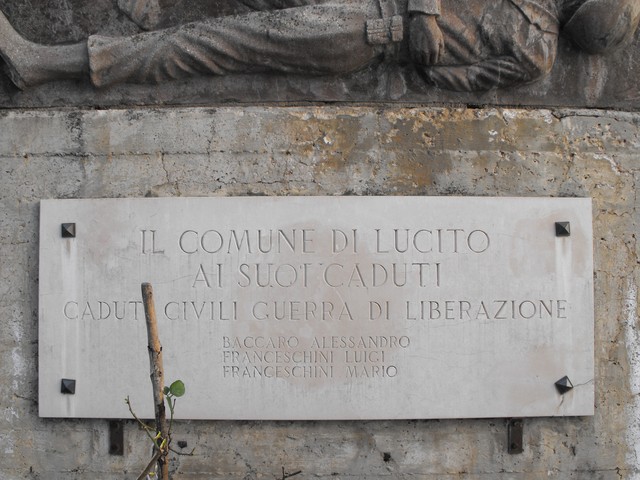 IL COMUNE DI LUCITO
AI SUOI CADUTI
CADUTI CIVILI GUERRA DI LIBERAZIONE
BACCARO ALESSANDRO
FRANCESCHINI LUIGI
FRANCESCHINI MARIO